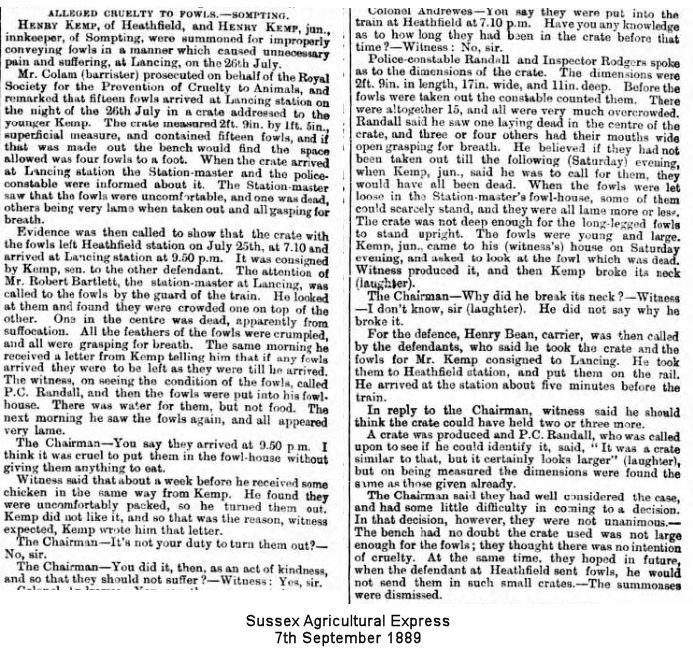 ALLEGED CRUELTY TO FOWLS.—SOMPTING.
HENRY KEMP, of Heathfield, and HENRY KEMP, jun.,
innkeeper, of Sompting, were summoned for improperly
conveying fowls in a manner which caused unnecessary
pain and suffering, at Lancing, on the 26th July.
Mr. Colam (barrister) prosecuted on behalf of the Royal
Society for the Prevention of Cruelty to Animals, and
remarked that fifteen fowls arrived at Lancing station on
the night of the 26th July in a crate addressed to the
younger Kemp. The crate measured 2ft. 9in. by 1ft. 5in.,
superficial measure, and contained fifteen fowls, and if
that was made out the bench would find the space
allowed was four fowls to a foot. When the crate arrived
at Lancing station the Station-master and the police-
constable were informed about it. The Station-master
saw that the fowls were uncomfortable, and one was dead,
others being very lame when taken out and all gasping for
breath.
Evidence was then called to show that the crate with
the fowls left Heathfield station on July 25th, at 7.10 and
arrived at Lancing station at 9.50 p.m. It was consigned
by Kemp, sen. to the other defendant. The attention of
Mr. Robert Bartlett, the station-master at Lancing, was
called to the fowls by the guard of the train. He looked
at them and found they were crowded one on top of the
other. One in the centre was dead, apparently from
suffocation. All the feathers of the fowls were crumpled,
and all were grasping for breath. The same morning he
received a letter from Kemp telling him that if any fowls
arrived they were to be left as they were till he arrived.
The witness, on seeing the condition of the fowls, called
P.C. Randall, and then the fowls were put into his fowl-
house. There was water for them, but not food. The
next morning he saw the fowls again, and all appeared
very lame.
The Chairman—You say they arrived at 9.50 p.m. I
think it was cruel to put them in the fowl-house without
giving them anything to eat.
Witness said that about a week before he received some
chicken in the same way from Kemp. He found they
were uncomfortably packed, so he turned them out.
Kemp did not like it, and so that was the reason, witness
expected, Kemp wrote him that letter.
The Chairman—It's not your duty to turn them out?—
No, sir.
The Chairman—You did it, then, as an act of kindness,
and so that they should not suffer?—Witness: Yes, sir.
Colonel Andrewes—You say they were put into the
train at Heathfield at 7.10 p.m. Have you any knowledge
as to how long they had been in the crate before that
time?—Witness: No, sir.
Police-constable Randall and Inspector Rodgers spoke
as to the dimensions of the crate. The dimensions were
2ft. 9in. in length, 17in. wide, and 11in. deep. Before the
fowls were taken out the constable counted them. There
were altogether 15, and all were very much overcrowded.
Randall said he saw one laying dead in the centre of the
crate, and three or four others had their mouths wide
open grasping for breath. He believed if they had not
been taken out till the following (Saturday) evening,
when Kemp, jun., said he was to call for them, they
would have all been dead. When the fowls were let
loose in the Station-master's fowl-house, some of them
could scarcely stand, and they were all lame more or less.
The crate was not deep enough for the long-legged fowls
to stand upright. The fowls were young and large.
Kemp, jun., came to his (witness's) house on Saturday
evening, and asked to look at the fowl which was dead.
Witness produced it, and then Kemp broke its neck
(laughter).
The Chairman—Why did he break its neck?—Witness
—I don't know, sir (laughter). He did not say why he
broke it.
For the defence, Henry Bean, carrier, was then called
by the defendants, who said he took the crate and the
fowls for Mr. Kemp consigned to Lancing. He took
them to Heathfield station, and put them on the rail.
He arrived at the station about five minutes before the
train.
In reply to the Chairman, witness said he should
think the crate could have held two or three more.
A crate was produced and P.C. Randall, who was called
upon to see if he could identify it, said, "It was a crate
similar to that, but it certainly looks larger" (laughter),
but on being measured the dimensions were found the
same as those given already.
The Chairman said they had well considered the case,
and had some little difficulty in coming to a decision.
In that decision, however, they were not unanimous.—
The bench had no doubt the crate used was not large
enough for the fowls; they thought there was no intention
of cruelty. At the same time, they hoped in future,
when the defendant at Heathfield sent fowls, he would
not send them in such small crates.—The summonses
were dismissed.
Sussex Agricultural Express
7th September 1889